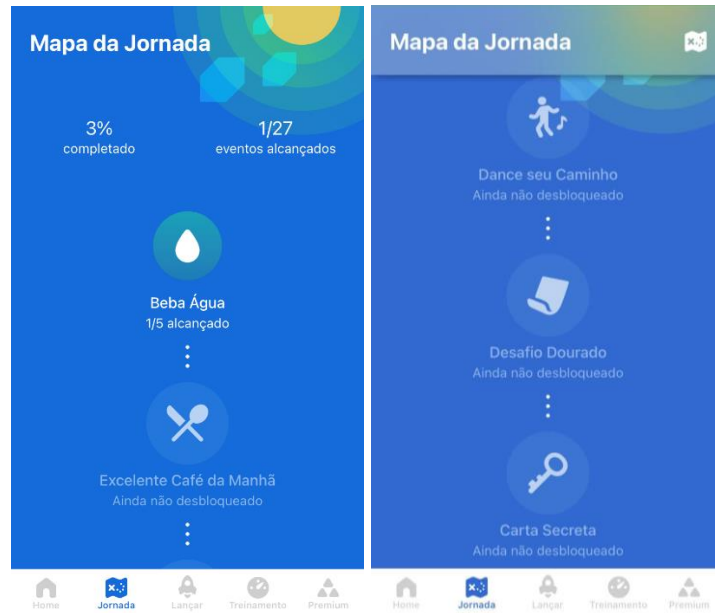 Mapa da Jornada
3%
completado
1/27
eventos alcançados
Beba Água
1/5 alcançado
Excelente Café da Manhã
Ainda não desbloqueado
Home
Jornada
Lançar
Treinamento
Premium
Mapa da Jornada
Dance seu Caminho
Ainda não desbloqueado
Desafio Dourado
Ainda não desbloqueado
Carta Secreta
Ainda não desbloqueado
Home
Jornada
Lançar
Treinamento
Premium